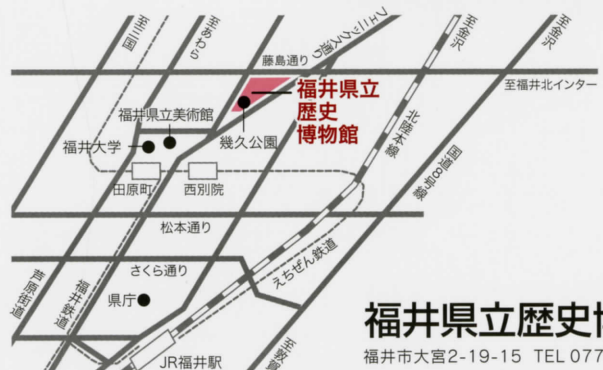 至三国
至あわら
フェニックス通り
至金沢
至金沢
藤島通り
至福井北インター
福井県立
歴史
博物館
福井県立美術館
福井大学
幾久公園
北陸本線
国道8号線
田原町
西別院
松本通り
えちぜん鉄道
さくら通り
芦原街道
福井鉄道
県庁
JR福井駅
至敦賀
福井県立歴史博
福井市大宮2-19-15 TEL 077